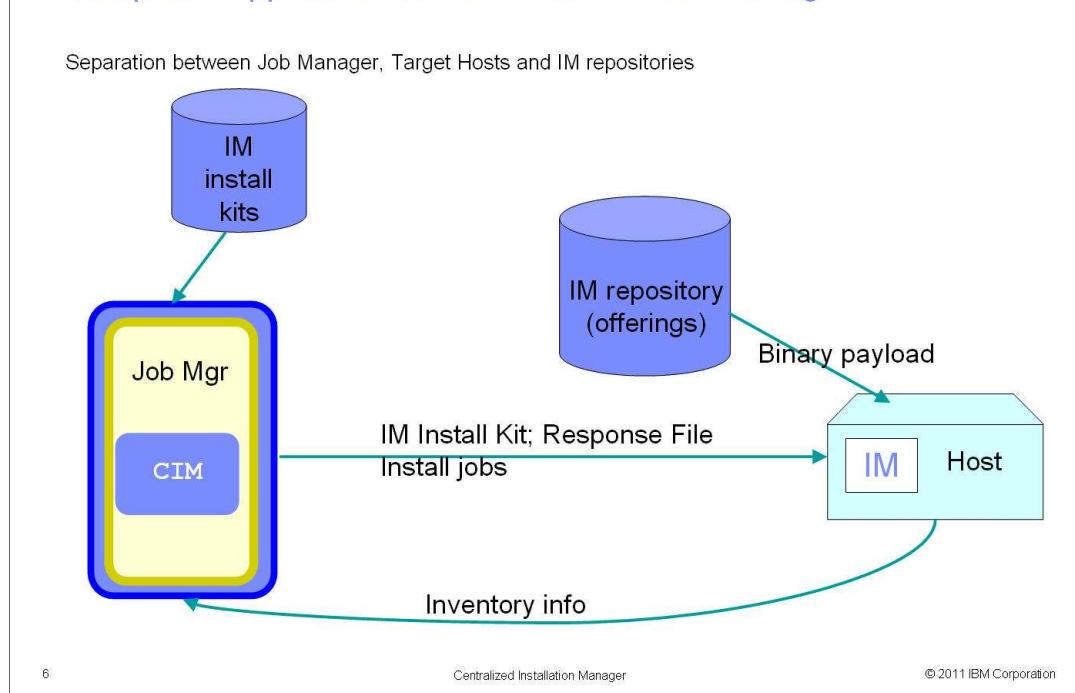 Separation between Job Manager, Target Hosts and IM repositories
IM
install
kits
IM repository
(offerings)
Binary payload
Job Mgr
CIM
IM Install Kit; Response File
Install jobs
IM
Host
Inventory info
6
Centralized Installation Manager
© 2011 IBM Corporation